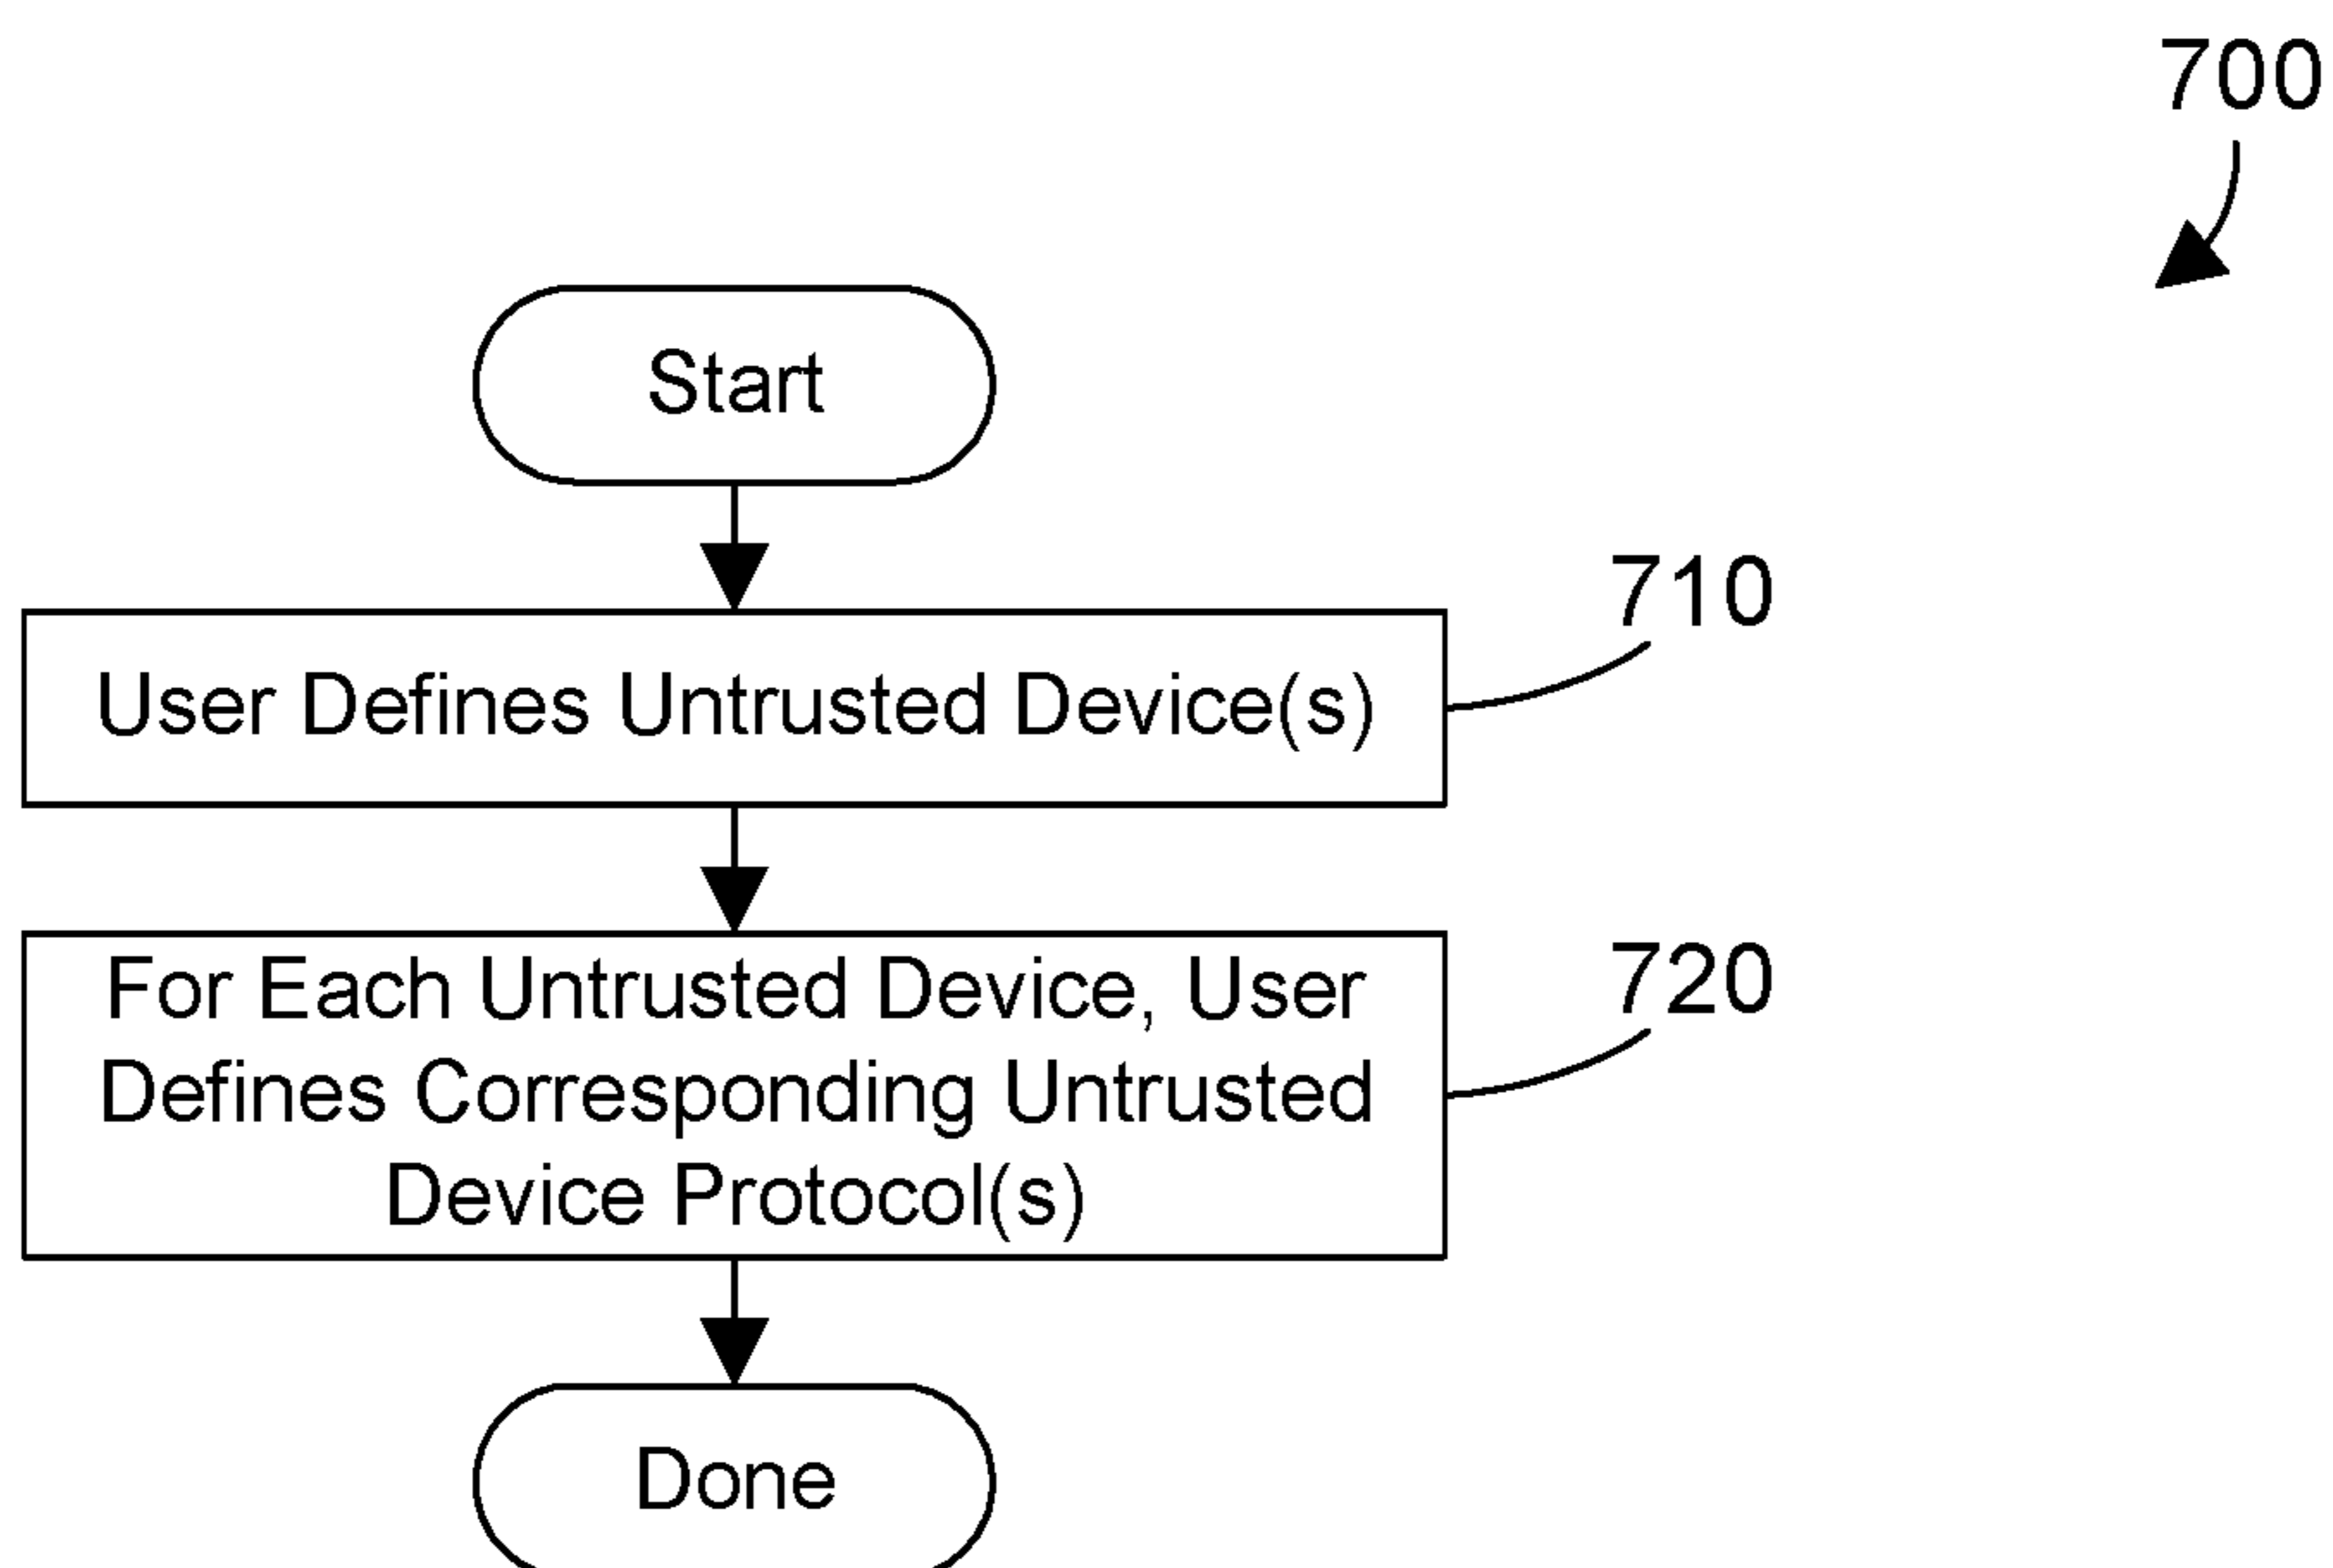 700
Start
710
User Defines Untrusted Device(s)
720
For Each Untrusted Device, User
Defines Corresponding Untrusted
Device Protocol(s)
Done